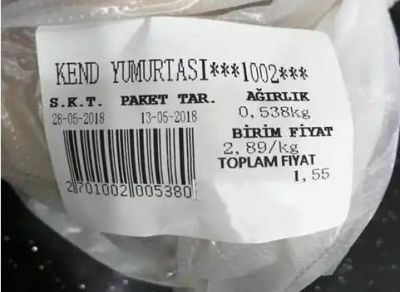 KEND YUMURTASI***1002***
S.K.T. PAKET TAR. AĞIRLIK
28-05-2018 13-05-2018 0,538kg
BİRİM FİYAT
2,89/kg
TOPLAM FİYAT
1,55
2701002005380